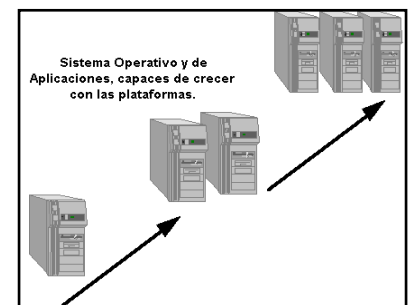 Sistema Operativo y de
Aplicaciones, capaces de crecer
con las plataformas.